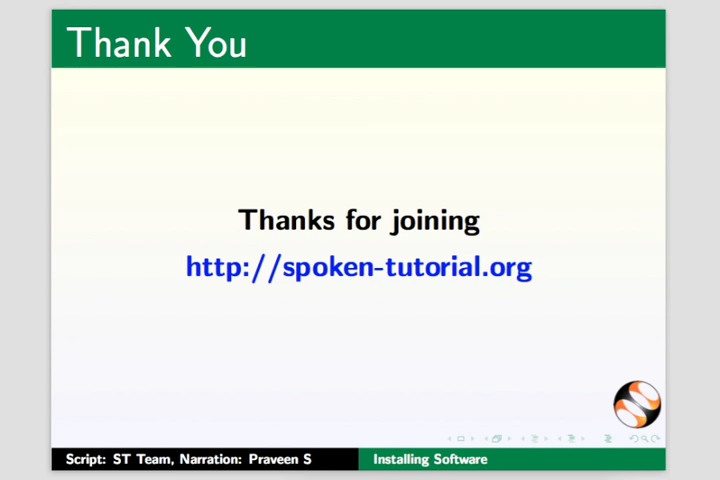 Thank You
Thanks for joining
http://spoken-tutorial.org
Script: ST Team, Narration: Praveen S
Installing Software